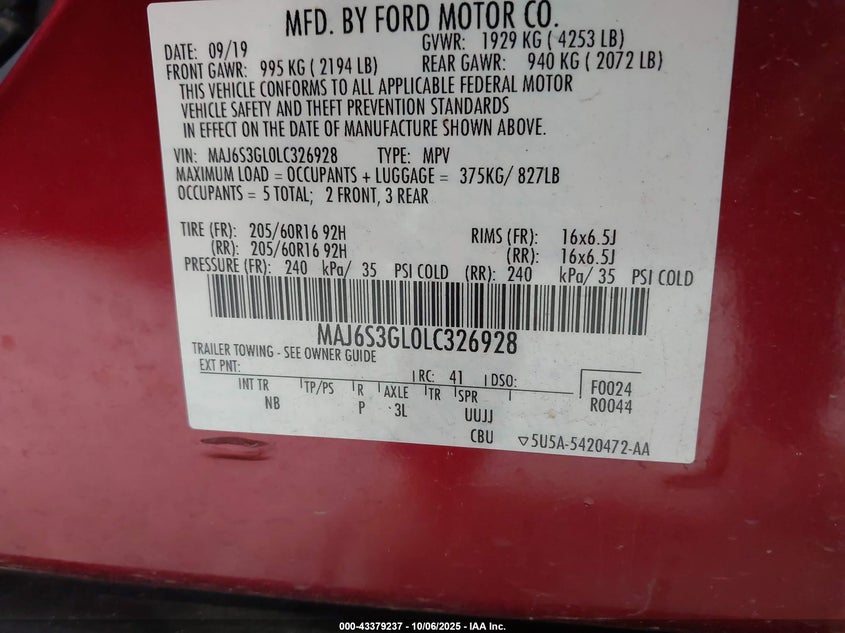 MFD. BY FORD MOTOR CO.
DATE: 09/19 GVWR: 1929 KG ( 4253 LB)
FRONT GAWR: 995 KG ( 2194 LB) REAR GAWR: 940 KG ( 2072 LB)
THIS VEHICLE CONFORMS TO ALL APPLICABLE FEDERAL MOTOR
VEHICLE SAFETY AND THEFT PREVENTION STANDARDS
IN EFFECT ON THE DATE OF MANUFACTURE SHOWN ABOVE.
VIN: MAJ6S3GL0LC326928 TYPE: MPV
MAXIMUM LOAD = OCCUPANTS + LUGGAGE = 375KG/ 827LB
OCCUPANTS = 5 TOTAL; 2 FRONT, 3 REAR
TIRE (FR): 205/60R16 92H RIMS (FR): 16x6.5J
(RR): 205/60R16 92H (RR): 16x6.5J
PRESSURE (FR): 240 kPa/ 35 PSI COLD (RR): 240 kPa/ 35 PSI COLD
MAJ6S3GL0LC326928
TRAILER TOWING - SEE OWNER GUIDE
EXT PNT: RC: 41 DSO: F0024
INT TR TP/PS R AXLE TR SPR R0044
NB P 3L UUJJ
CBU ▽5U5A-5420472-AA
000-43379237 - 10/06/2025 - IAA Inc.